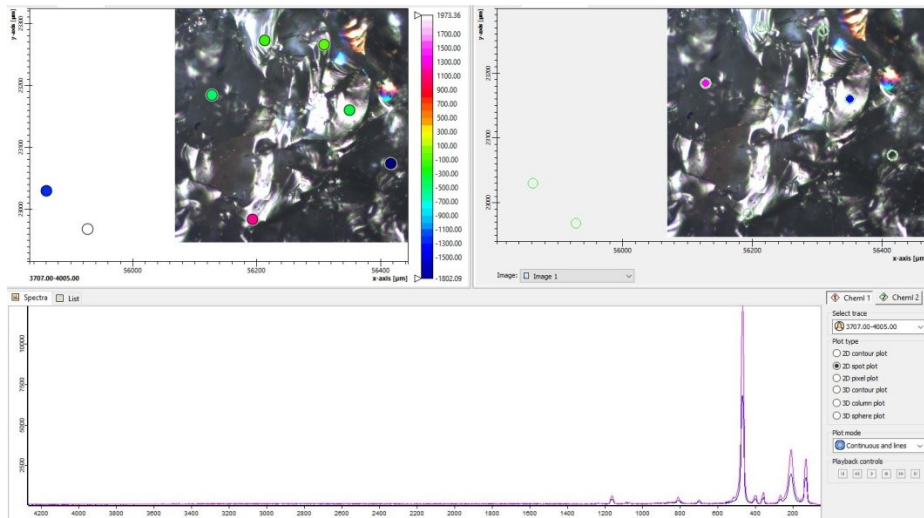 y-axis [µm]
23300
23200
23100
23000
3707.00-4005.00
56000
56200
56400
x-axis [µm]
1973.36
1700.00
1500.00
1300.00
1100.00
900.00
700.00
500.00
300.00
100.00
-100.00
-300.00
-500.00
-700.00
-900.00
-1100.00
-1300.00
-1500.00
-1802.09
y-axis [µm]
23300
23200
23100
23000
56000
56200
56400
x-axis [µm]
Image: Image 1
Spectra List
10000
7500
5000
2500
4200 4000 3800 3600 3400 3200 3000 2800 2600 2400 2200 2000 1800 1600 1400 1200 1000 800 600 400 200
ChemI 1 ChemI 2
Select trace
3707.00-4005.00
Plot type
2D contour plot
2D spot plot
2D pixel plot
3D contour plot
3D column plot
3D sphere plot
Plot mode
Continuous and lines
Playback controls